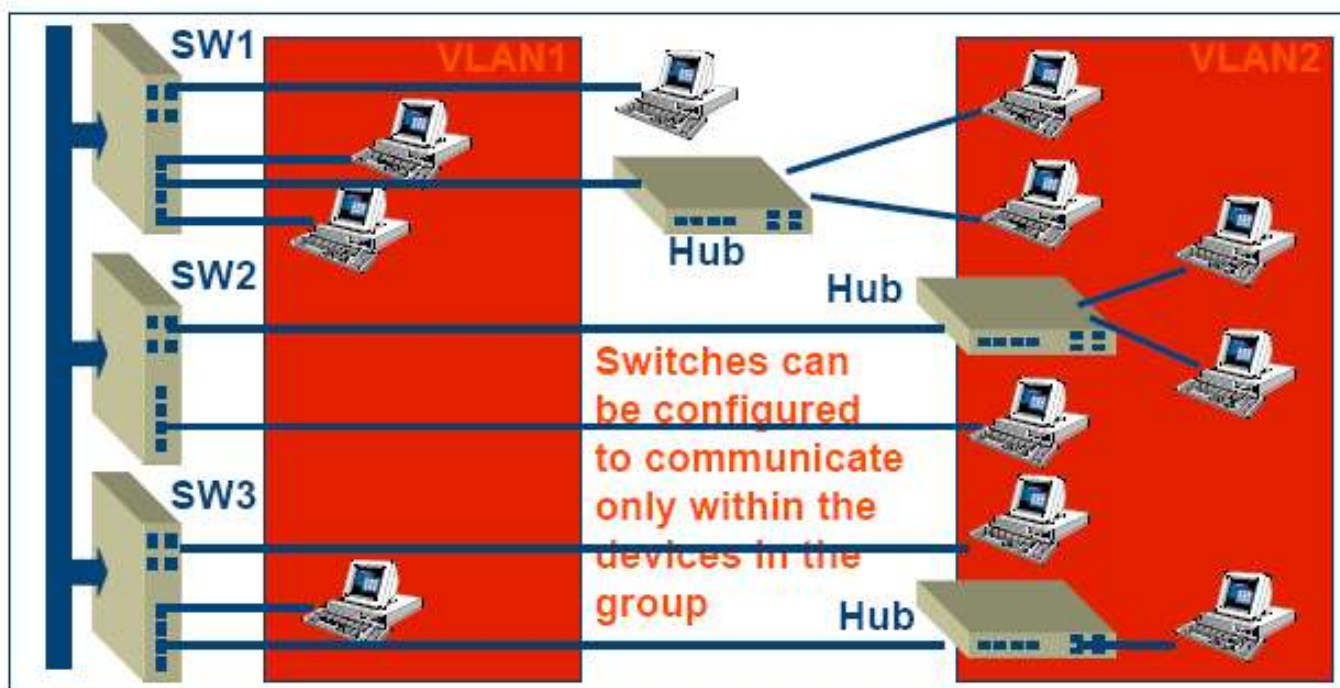 SW1
VLAN1
VLAN2
Hub
SW2
Hub
Switches can
be configured
to communicate
only within the
devices in the
group
SW3
Hub